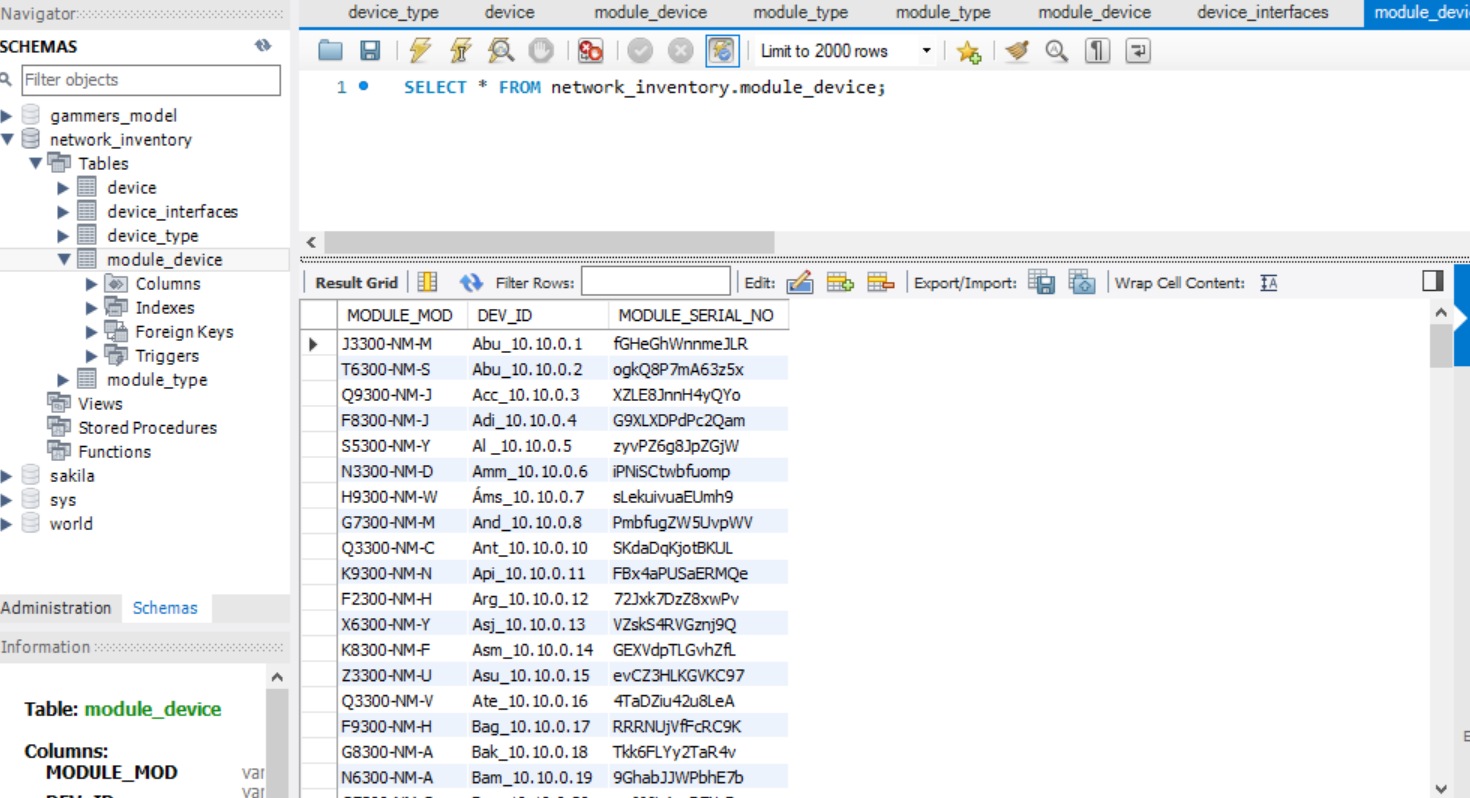 Navigator
SCHEMAS
Filter objects
gammers_model
network_inventory
Tables
device
device_interfaces
device_type
module_device
Columns
Indexes
Foreign Keys
Triggers
module_type
Views
Stored Procedures
Functions
sakila
sys
world
Administration Schemas
Information
Table: module_device
Columns:
MODULE_MOD var
device_type device module_device module_type module_type module_device device_interfaces module_devi
Limit to 2000 rows
1 SELECT * FROM network_inventory.module_device;
Result Grid Filter Rows: Edit: Export/Import: Wrap Cell Content:
MODULE_MOD DEV_ID MODULE_SERIAL_NO
J3300-NM-M Abu_10.10.0.1 fGHeGhWnnmeJLR
T6300-NM-S Abu_10.10.0.2 ogkQ8P7mA63z5x
Q9300-NM-J Acc_10.10.0.3 XZLE8JnnH4yQYo
F8300-NM-J Adi_10.10.0.4 G9XLXDPdPc2Qam
S5300-NM-Y Al _10.10.0.5 zyvPZ6g8JpZGjW
N3300-NM-D Amm_10.10.0.6 iPNiSCtwbfuomp
H9300-NM-W Áms_10.10.0.7 sLekuivuaEUmh9
G7300-NM-M And_10.10.0.8 PmbfugZW5UvpWV
Q3300-NM-C Ant_10.10.0.10 SKdaDqKjotBKUL
K9300-NM-N Api_10.10.0.11 FBx4aPUSaERMQe
F2300-NM-H Arg_10.10.0.12 72Jxk7DzZ8xwPv
X6300-NM-Y Asj_10.10.0.13 VZskS4RVGznj9Q
K8300-NM-F Asm_10.10.0.14 GEXVdpTLGvhZfL
Z3300-NM-U Asu_10.10.0.15 evCZ3HLKGVKC97
Q3300-NM-V Ate_10.10.0.16 4TaDZiu42u8LeA
F9300-NM-H Bag_10.10.0.17 RRRNUjVfFcRC9K
G8300-NM-A Bak_10.10.0.18 Tkk6FLYy2TaR4v
N6300-NM-A Bam_10.10.0.19 9GhabJJWPbhE7b